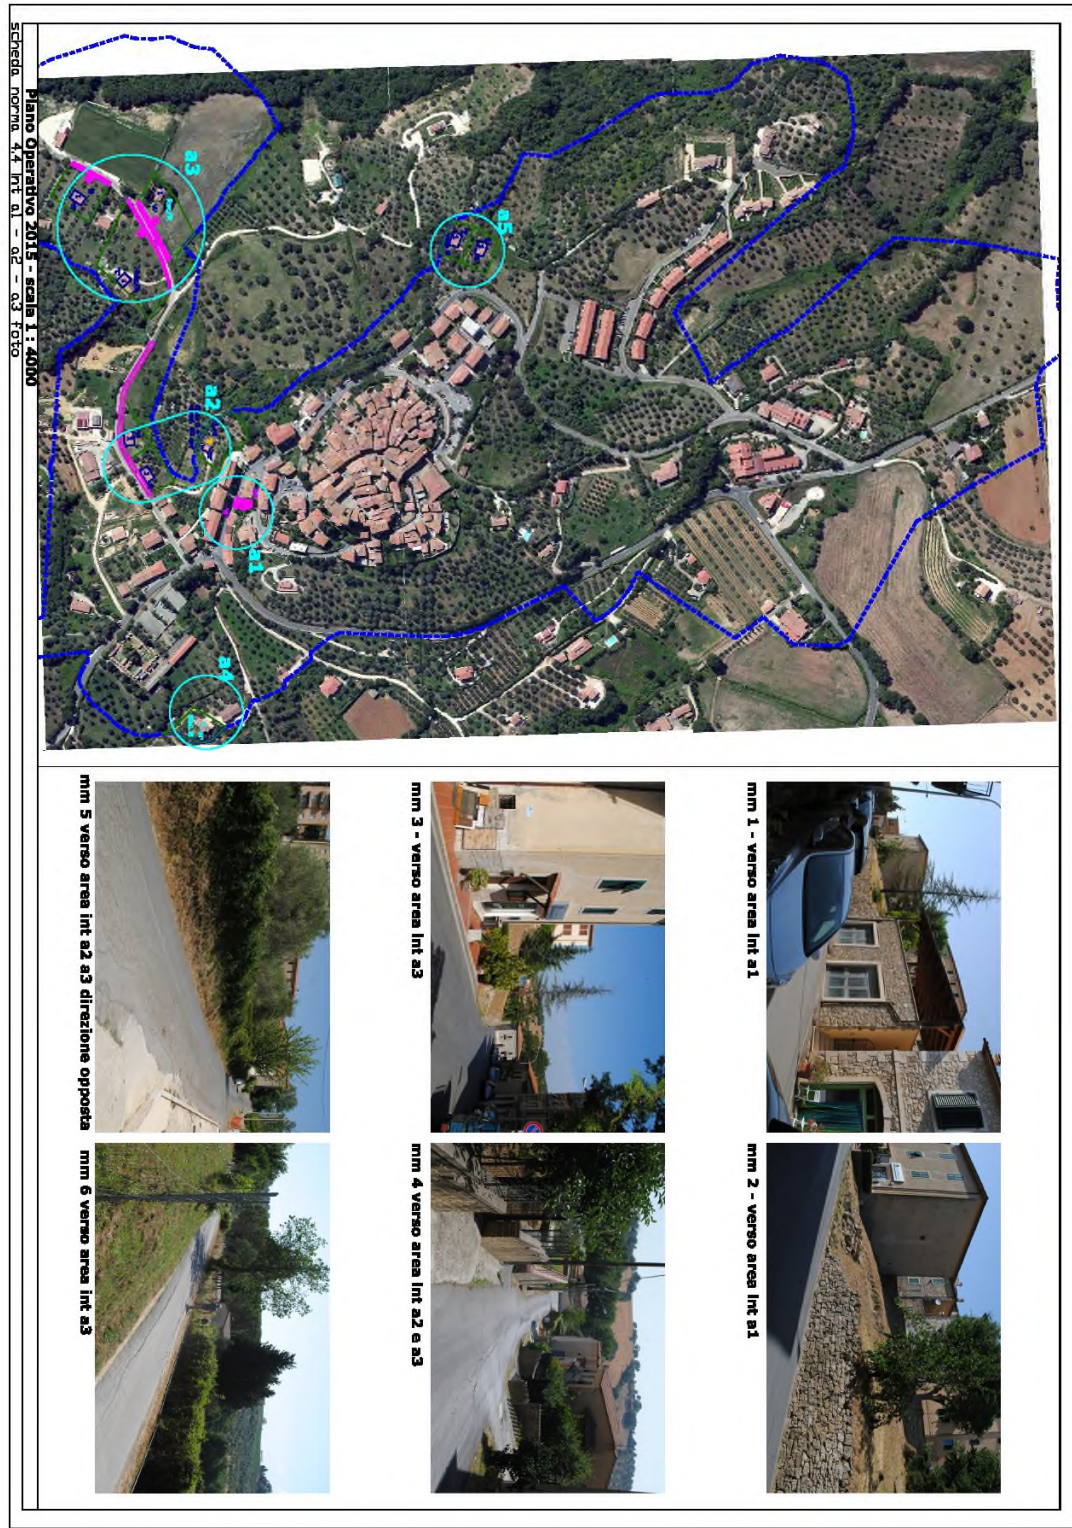 a3
a5
a2
a1
a4
Piano Operativo 2015 - scala 1 : 4000
scheda norma 4.4 int a1 - a2 - a3 foto
mm 1 - verso area int a1
mm 2 - verso area int a1
mm 3 - verso area int a3
mm 4 verso area int a2 e a3
mm 5 verso area int a2 a3 direzione opposta
mm 6 verso area int a3